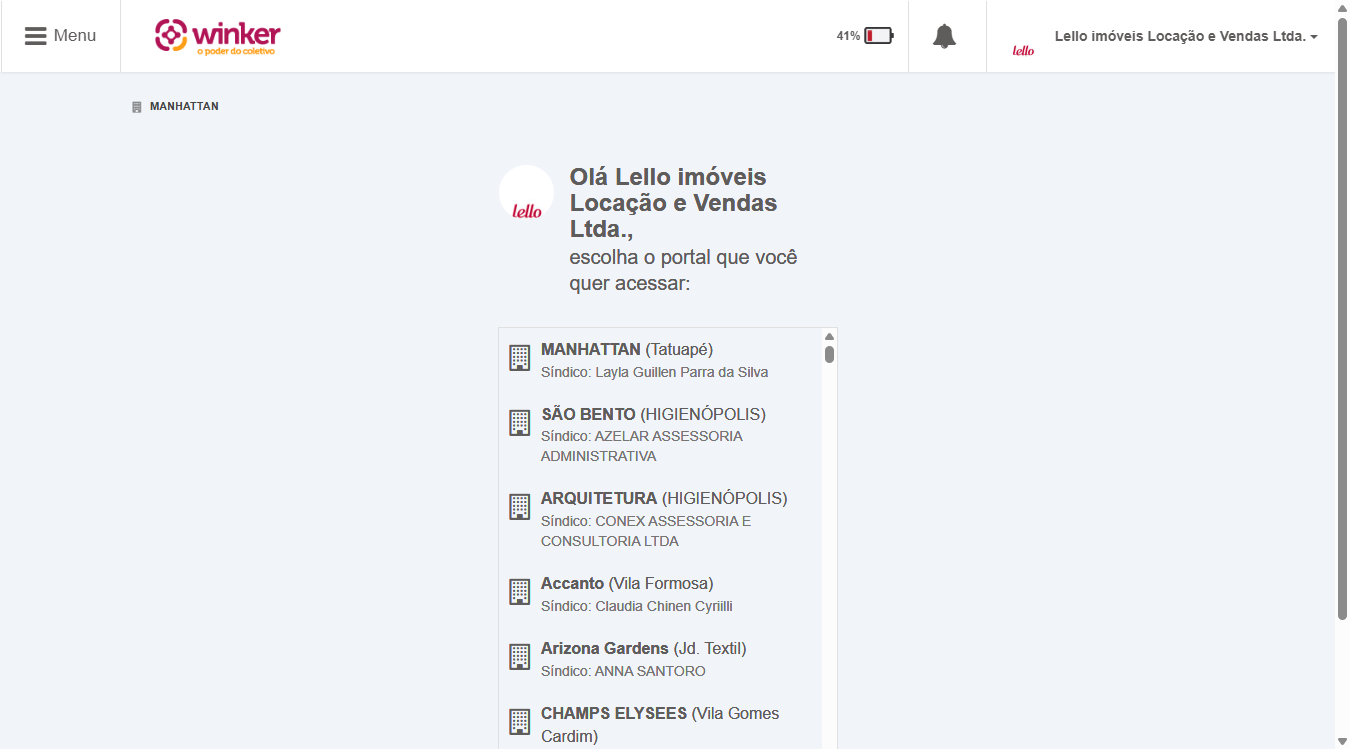 Menu
winker
o poder do coletivo
41%
lello
Lello imóveis Locação e Vendas Ltda.
MANHATTAN
lello
Olá Lello imóveis
Locação e Vendas
Ltda.,
escolha o portal que você
quer acessar:
MANHATTAN (Tatuapé)
Síndico: Layla Guillen Parra da Silva
SÃO BENTO (HIGIENÓPOLIS)
Síndico: AZELAR ASSESSORIA
ADMINISTRATIVA
ARQUITETURA (HIGIENÓPOLIS)
Síndico: CONEX ASSESSORIA E
CONSULTORIA LTDA
Accanto (Vila Formosa)
Síndico: Claudia Chinen Cyriilli
Arizona Gardens (Jd. Textil)
Síndico: ANNA SANTORO
CHAMPS ELYSEES (Vila Gomes
Cardim)